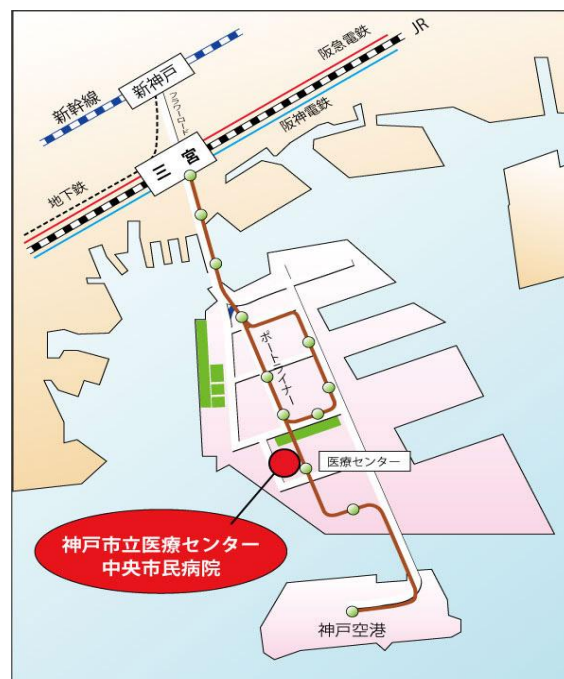 JR
阪急電鉄
新神戸
新幹線
フラワーロード
阪神電鉄
三宮
地下鉄
ポートライナー
医療センター
神戸市立医療センター
中央市民病院
神戸空港